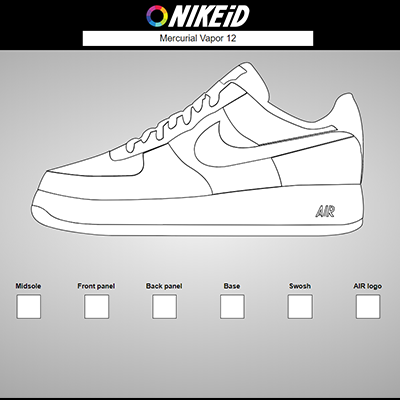 NIKEiD
Mercurial Vapor 12
AIR
Midsole Front panel Back panel Base Swosh AIR logo